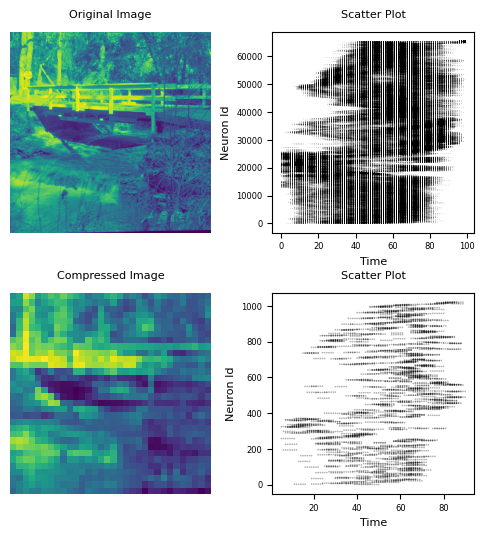 Original Image
Scatter Plot
Neuron Id
60000
50000
40000
30000
20000
10000
0
0 20 40 60 80 100
Time
Compressed Image
Scatter Plot
Neuron Id
1000
800
600
400
200
0
20 40 60 80
Time